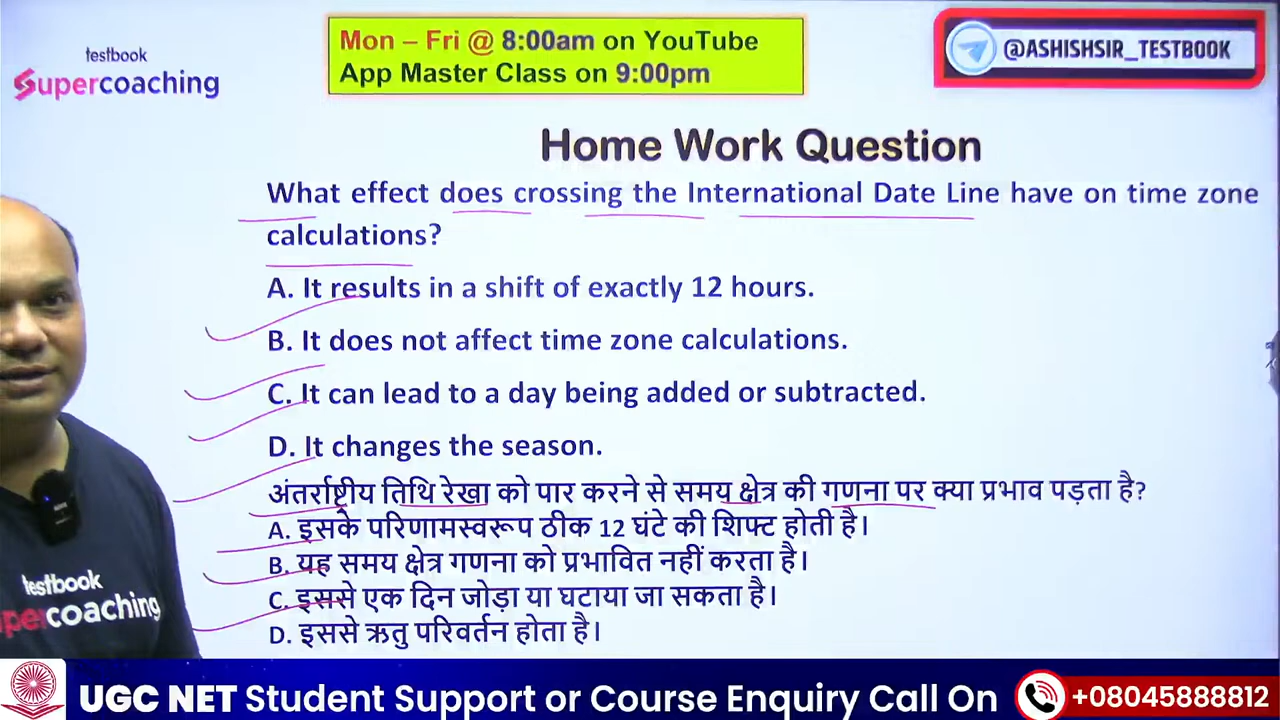 testbook
Supercoaching
Mon – Fri @ 8:00am on YouTube
App Master Class on 9:00pm
@ASHISHSIR_TESTBOOK
Home Work Question
What effect does crossing the International Date Line have on time zone
calculations?
A. It results in a shift of exactly 12 hours.
B. It does not affect time zone calculations.
C. It can lead to a day being added or subtracted.
D. It changes the season.
अंतर्राष्ट्रीय तिथि रेखा को पार करने से समय क्षेत्र की गणना पर क्या प्रभाव पड़ता है?
A. इसके परिणामस्वरूप ठीक 12 घंटे की शिफ्ट होती है।
B. यह समय क्षेत्र गणना को प्रभावित नहीं करता है।
C. इससे एक दिन जोड़ा या घटाया जा सकता है।
D. इससे ऋतु परिवर्तन होता है।
testbook
percoaching
UGC NET Student Support or Course Enquiry Call On
+08045888812